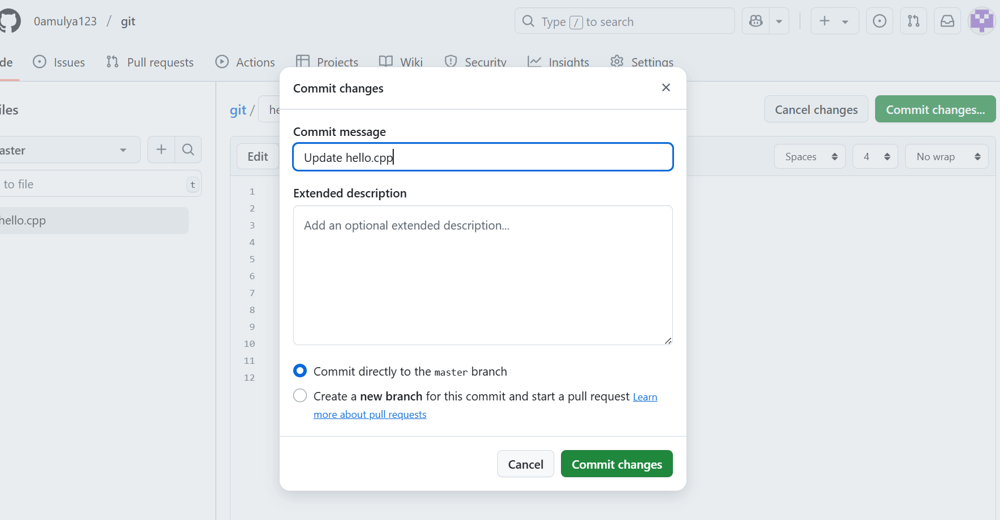 0amulya123 / git
Type / to search
de
Issues
Pull requests
Actions
Projects
Wiki
Security
Insights
Settings
iles
aster
to file
t
hello.cpp
git / he
Cancel changes
Commit changes...
Edit
Spaces
4
No wrap
1
2
3
4
5
6
7
8
9
10
11
12
Commit changes
Commit message
Update hello.cpp
Extended description
Add an optional extended description...
Commit directly to the master branch
Create a new branch for this commit and start a pull request Learn
more about pull requests
Cancel
Commit changes